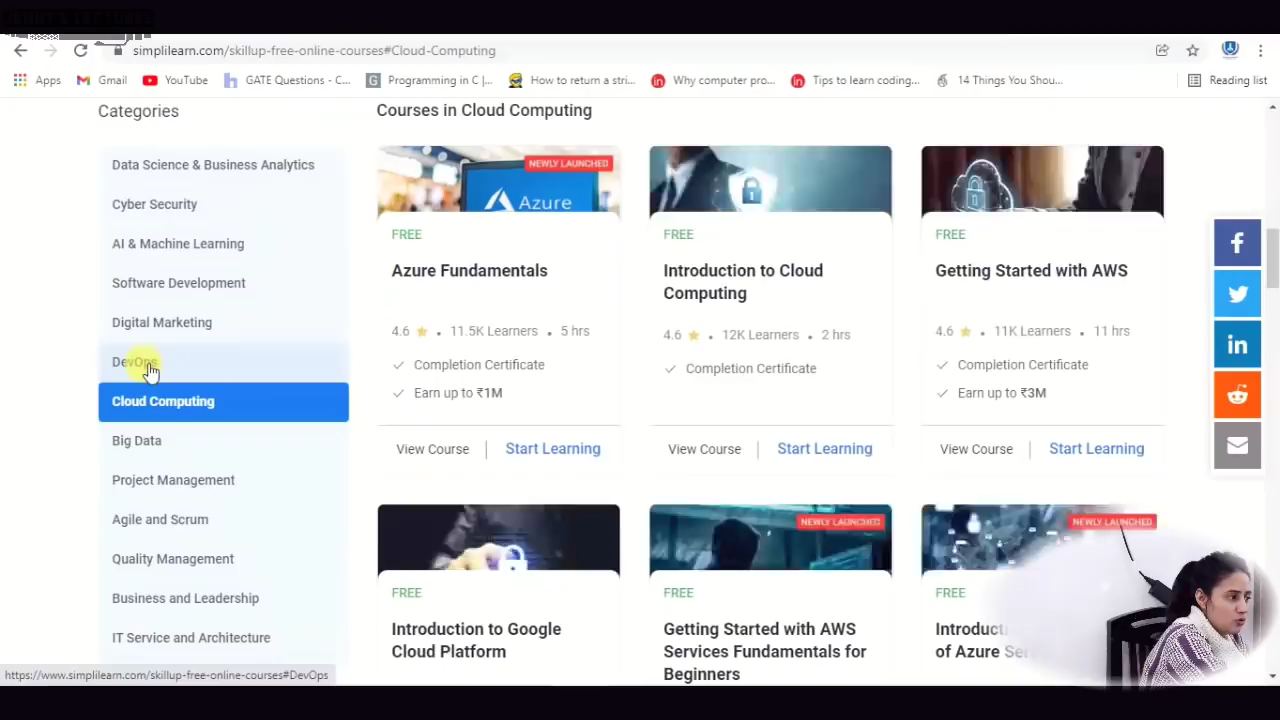 simplilearn.com/skillup-free-online-courses#Cloud-Computing
Apps Gmail YouTube GATE Questions - C... Programming in C |... How to return a stri... Why computer pro... Tips to learn coding... 14 Things You Shou... Reading list
Categories
Data Science & Business Analytics
Cyber Security
AI & Machine Learning
Software Development
Digital Marketing
DevOps
Cloud Computing
Big Data
Project Management
Agile and Scrum
Quality Management
Business and Leadership
IT Service and Architecture
Courses in Cloud Computing
NEWLY LAUNCHED
Azure
FREE
Azure Fundamentals
4.6 • 11.5K Learners • 5 hrs
Completion Certificate
Earn up to ₹1M
View Course | Start Learning
FREE
Introduction to Cloud
Computing
4.6 • 12K Learners • 2 hrs
Completion Certificate
View Course | Start Learning
FREE
Getting Started with AWS
4.6 • 11K Learners • 11 hrs
Completion Certificate
Earn up to ₹3M
View Course | Start Learning
FREE
Introduction to Google
Cloud Platform
NEWLY LAUNCHED
FREE
Getting Started with AWS
Services Fundamentals for
Beginners
NEWLY LAUNCHED
FREE
of Azure
https://www.simplilearn.com/skillup-free-online-courses#DevOps